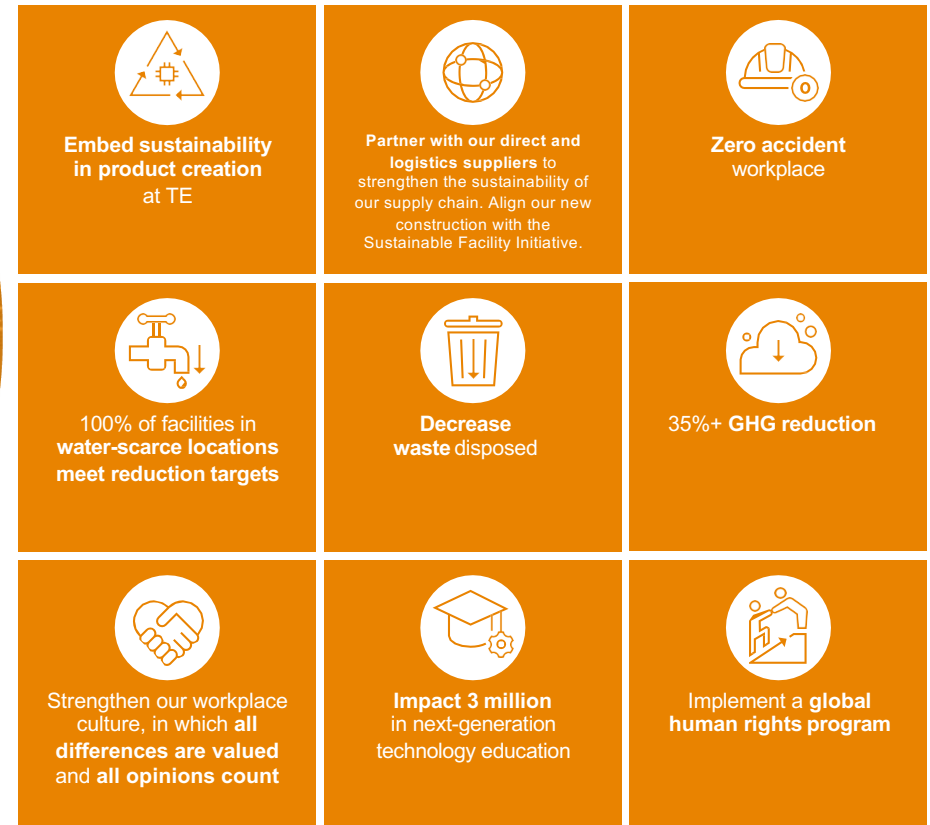 Embed sustainability
in product creation
at TE
Partner with our direct and
logistics suppliers to
strengthen the sustainability of
our supply chain. Align our new
construction with the
Sustainable Facility Initiative.
0
Zero accident
workplace
100% of facilities in
water-scarce locations
meet reduction targets
Decrease
waste disposed
35%+ GHG reduction
Strengthen our workplace
culture, in which all
differences are valued
and all opinions count
Impact 3 million
in next-generation
technology education
Implement a global
human rights program